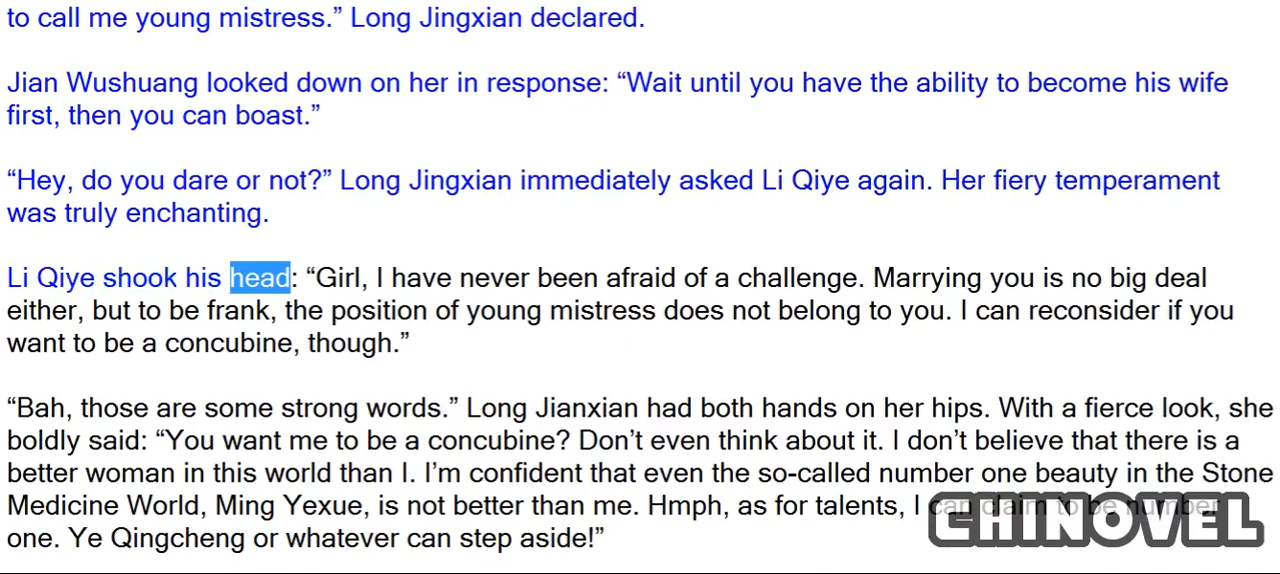 to call me young mistress.” Long Jingxian declared.
Jian Wushuang looked down on her in response: “Wait until you have the ability to become his wife
first, then you can boast.”
“Hey, do you dare or not?” Long Jingxian immediately asked Li Qiye again. Her fiery temperament
was truly enchanting.
Li Qiye shook his head: “Girl, I have never been afraid of a challenge. Marrying you is no big deal
either, but to be frank, the position of young mistress does not belong to you. I can reconsider if you
want to be a concubine, though.”
“Bah, those are some strong words.” Long Jianxian had both hands on her hips. With a fierce look, she
boldly said: “You want me to be a concubine? Don’t even think about it. I don’t believe that there is a
better woman in this world than I. I’m confident that even the so-called number one beauty in the Stone
Medicine World, Ming Yexue, is not better than me. Hmph, as for talents, I can claim to be number
one. Ye Qingcheng or whatever can step aside!”
CHINOVEL